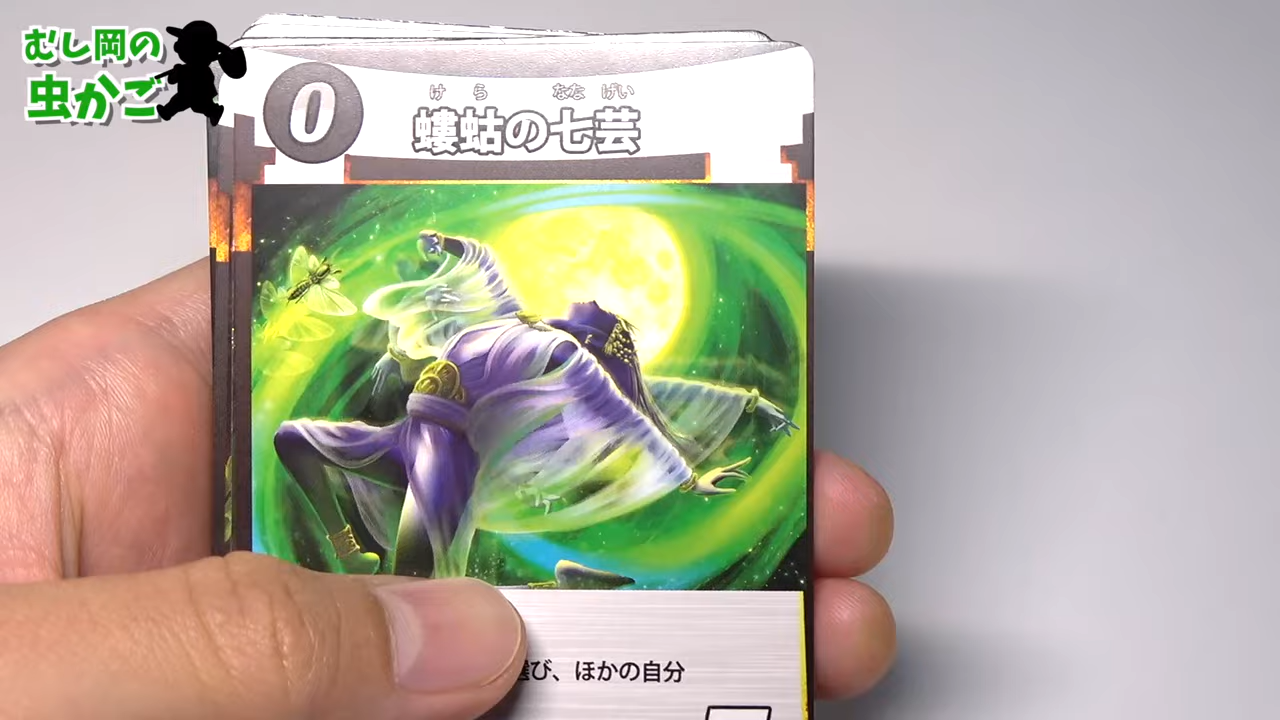 むし岡の
虫かご
0
けら ななげい
螻蛄の七芸
び、ほかの自分